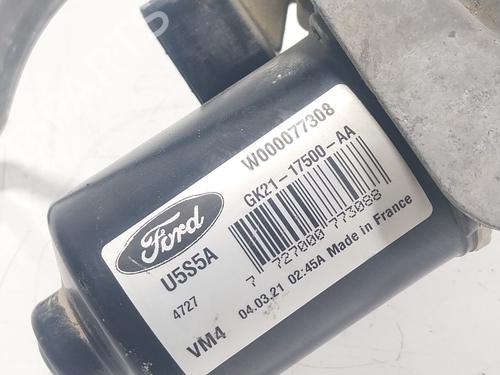 W000077308
GK21-17500-AA
7 727000 773088
04.03.21 02:45A Made in France
Ford
U5S5A
4727
VM4